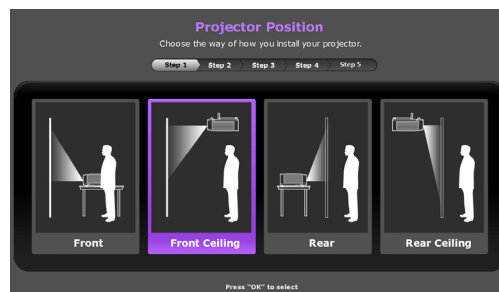 Projector Position
Choose the way of how you install your projector.
Step 1 Step 2 Step 3 Step 4 Step 5
Front Front Ceiling Rear Rear Ceiling
Press "OK" to select